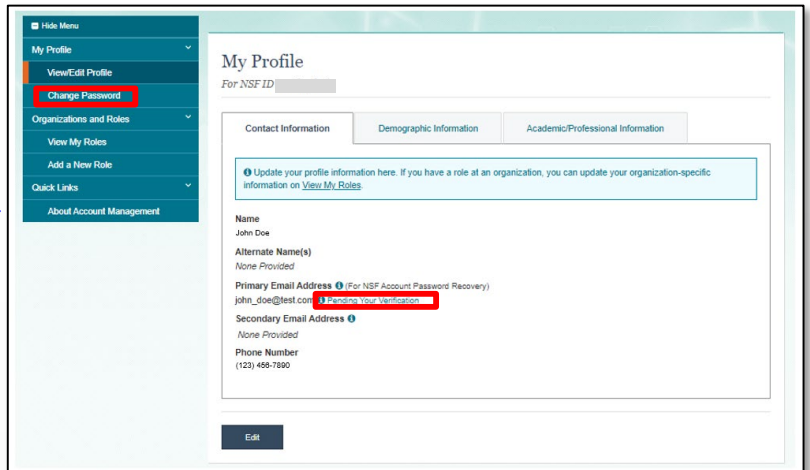 Hide Menu
My Profile
View/Edit Profile
Change Password
Organizations and Roles
View My Roles
Add a New Role
Quick Links
About Account Management
My Profile
For NSF ID
Contact Information
Demographic Information
Academic/Professional Information
Update your profile information here. If you have a role at an organization, you can update your organization-specific
information on View My Roles.
Name
John Doe
Alternate Name(s)
None Provided
Primary Email Address (For NSF Account Password Recovery)
john_doe@test.com Pending Your Verification
Secondary Email Address
None Provided
Phone Number
(123) 456-7890
Edit